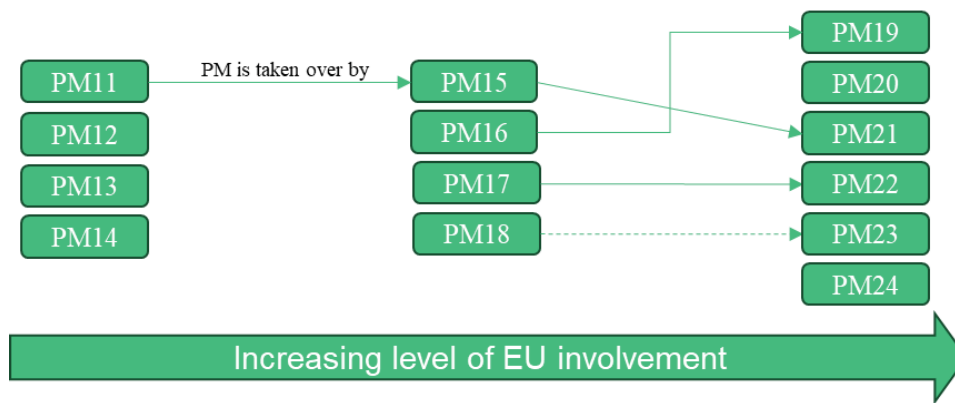 PM11
PM12
PM13
PM14
PM is taken over by
PM15
PM16
PM17
PM18
PM19
PM20
PM21
PM22
PM23
PM24
Increasing level of EU involvement